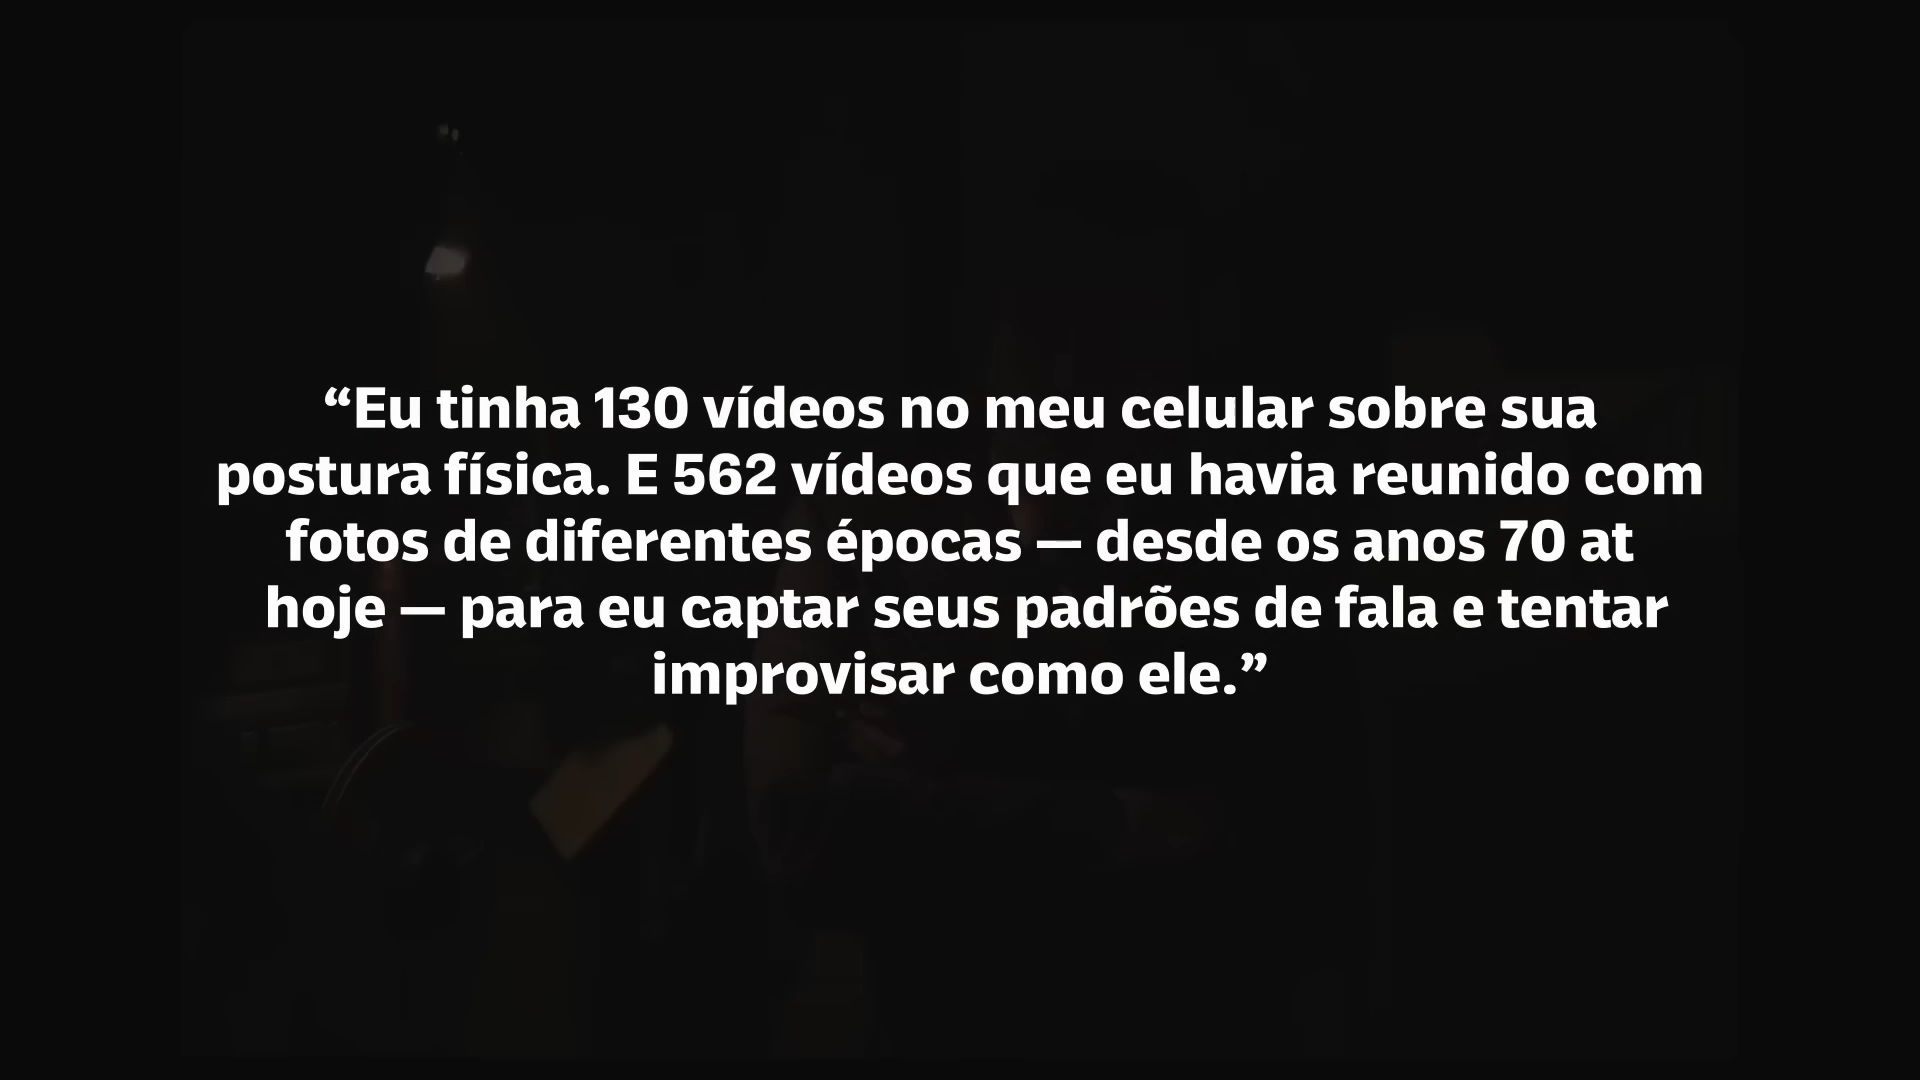 “Eu tinha 130 vídeos no meu celular sobre sua
postura física. E 562 vídeos que eu havia reunido com
fotos de diferentes épocas — desde os anos 70 at
hoje — para eu captar seus padrões de fala e tentar
improvisar como ele.”